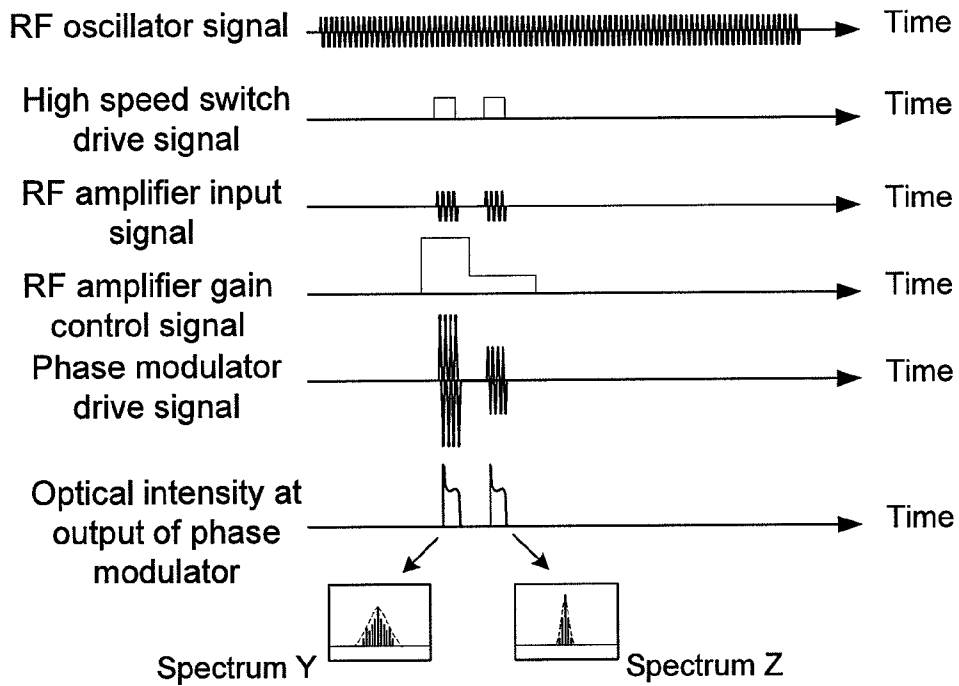 RF oscillator signal
Time
High speed switch
drive signal
Time
RF amplifier input
signal
Time
RF amplifier gain
control signal
Time
Phase modulator
drive signal
Time
Optical intensity at
output of phase
modulator
Time
Spectrum Y
Spectrum Z